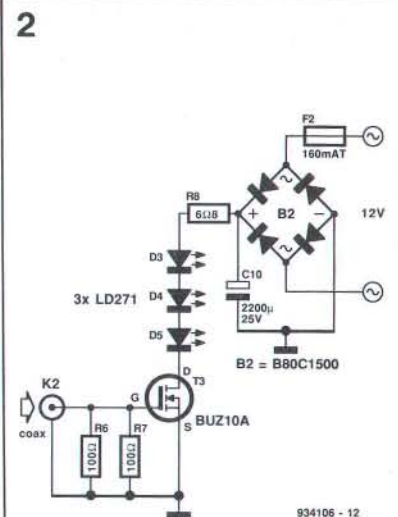 2
F2
160mAT
~
R8
6Ω8
~
+
B2
−
12V
~
D3
C10
3x LD271
D4
2200µ
25V
~
D5
B2 = B80C1500
K2
D
T3
G
coax
S
BUZ10A
R6
R7
100Ω
100Ω
934106 - 12